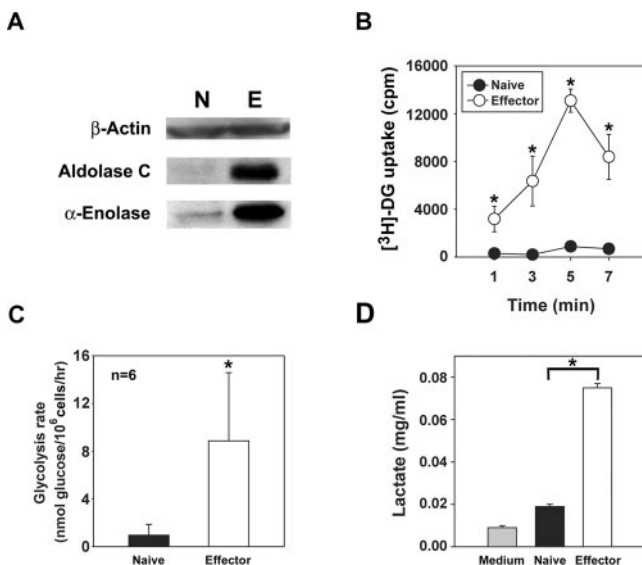 A
N E
β-Actin
Aldolase C
α-Enolase
B
[³H]-DG uptake (cpm)
16000
12000
8000
4000
0
Naive
Effector
*
*
*
*
1 3 5 7
Time (min)
C
Glycolysis rate
(nmol glucose/10⁶ cells/hr)
16
12
8
4
0
n=6
*
Naive Effector
D
Lactate (mg/ml)
0.08
0.06
0.04
0.02
0.00
*
Medium Naive Effector